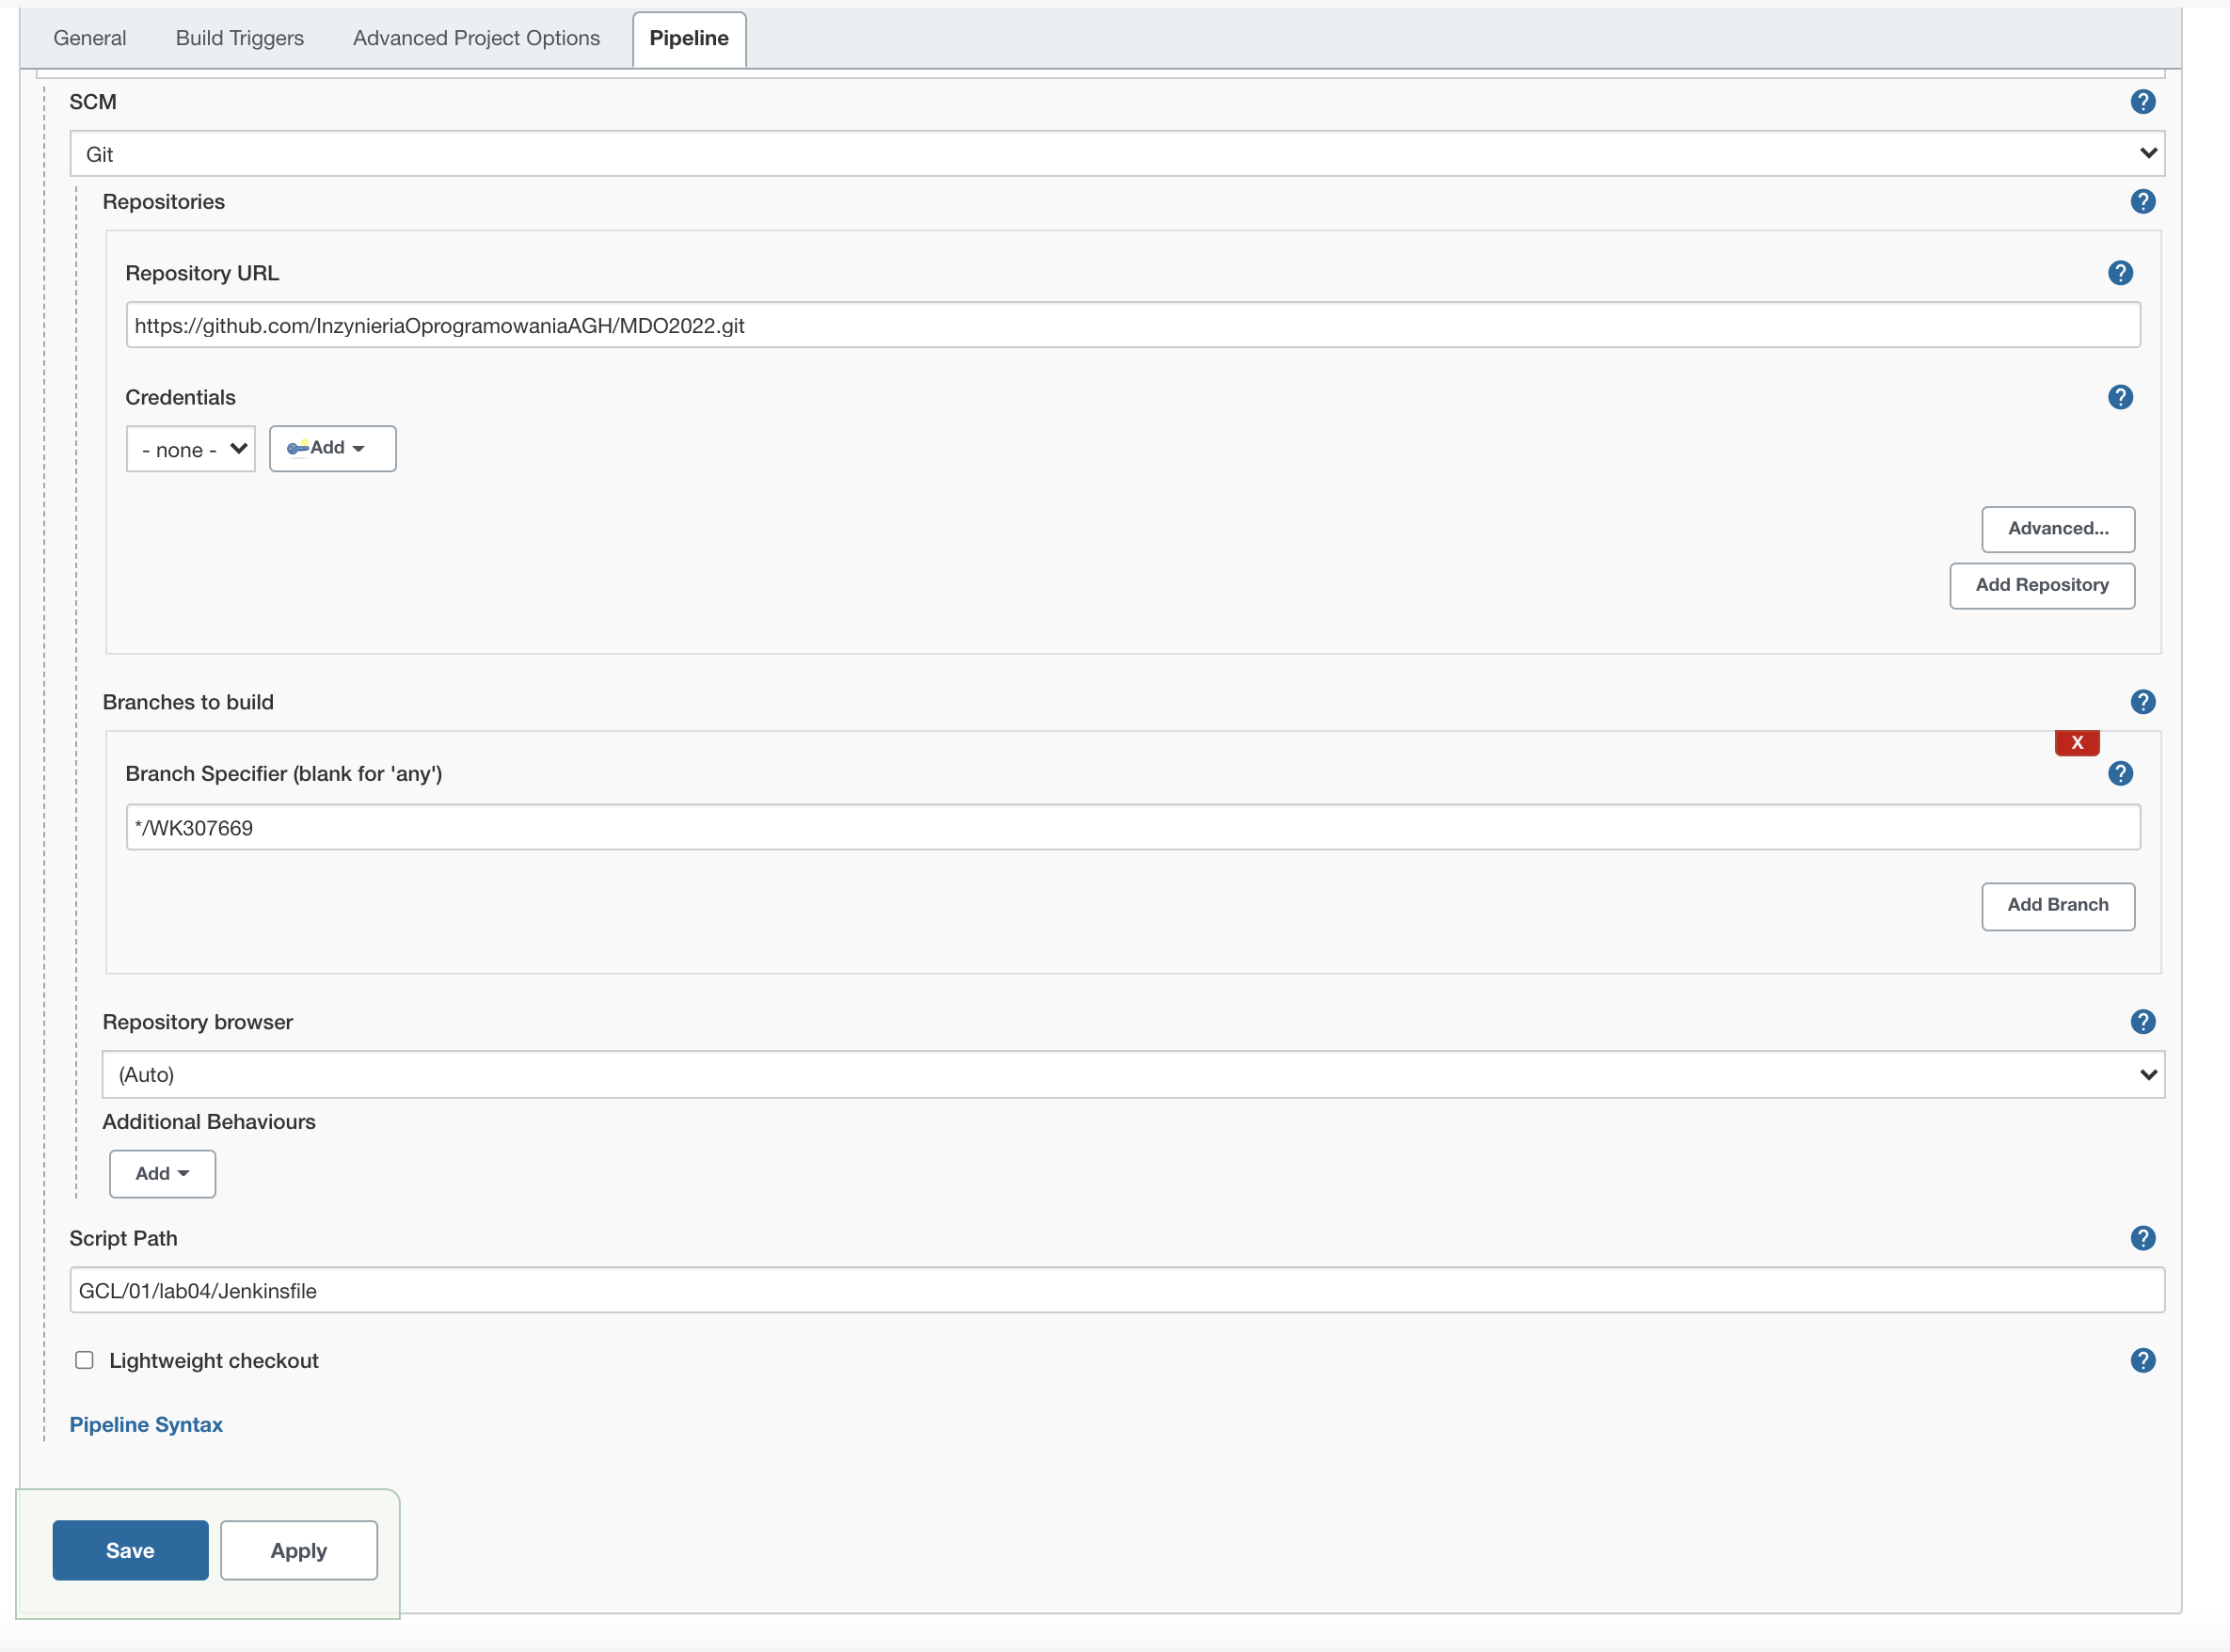 General Build Triggers Advanced Project Options Pipeline
SCM
Git
Repositories
Repository URL
https://github.com/InzynieriaOprogramowaniaAGH/MDO2022.git
Credentials
- none - Add
Advanced...
Add Repository
Branches to build
X
Branch Specifier (blank for 'any')
*/WK307669
Add Branch
Repository browser
(Auto)
Additional Behaviours
Add
Script Path
GCL/01/lab04/Jenkinsfile
Lightweight checkout
Pipeline Syntax
Save Apply